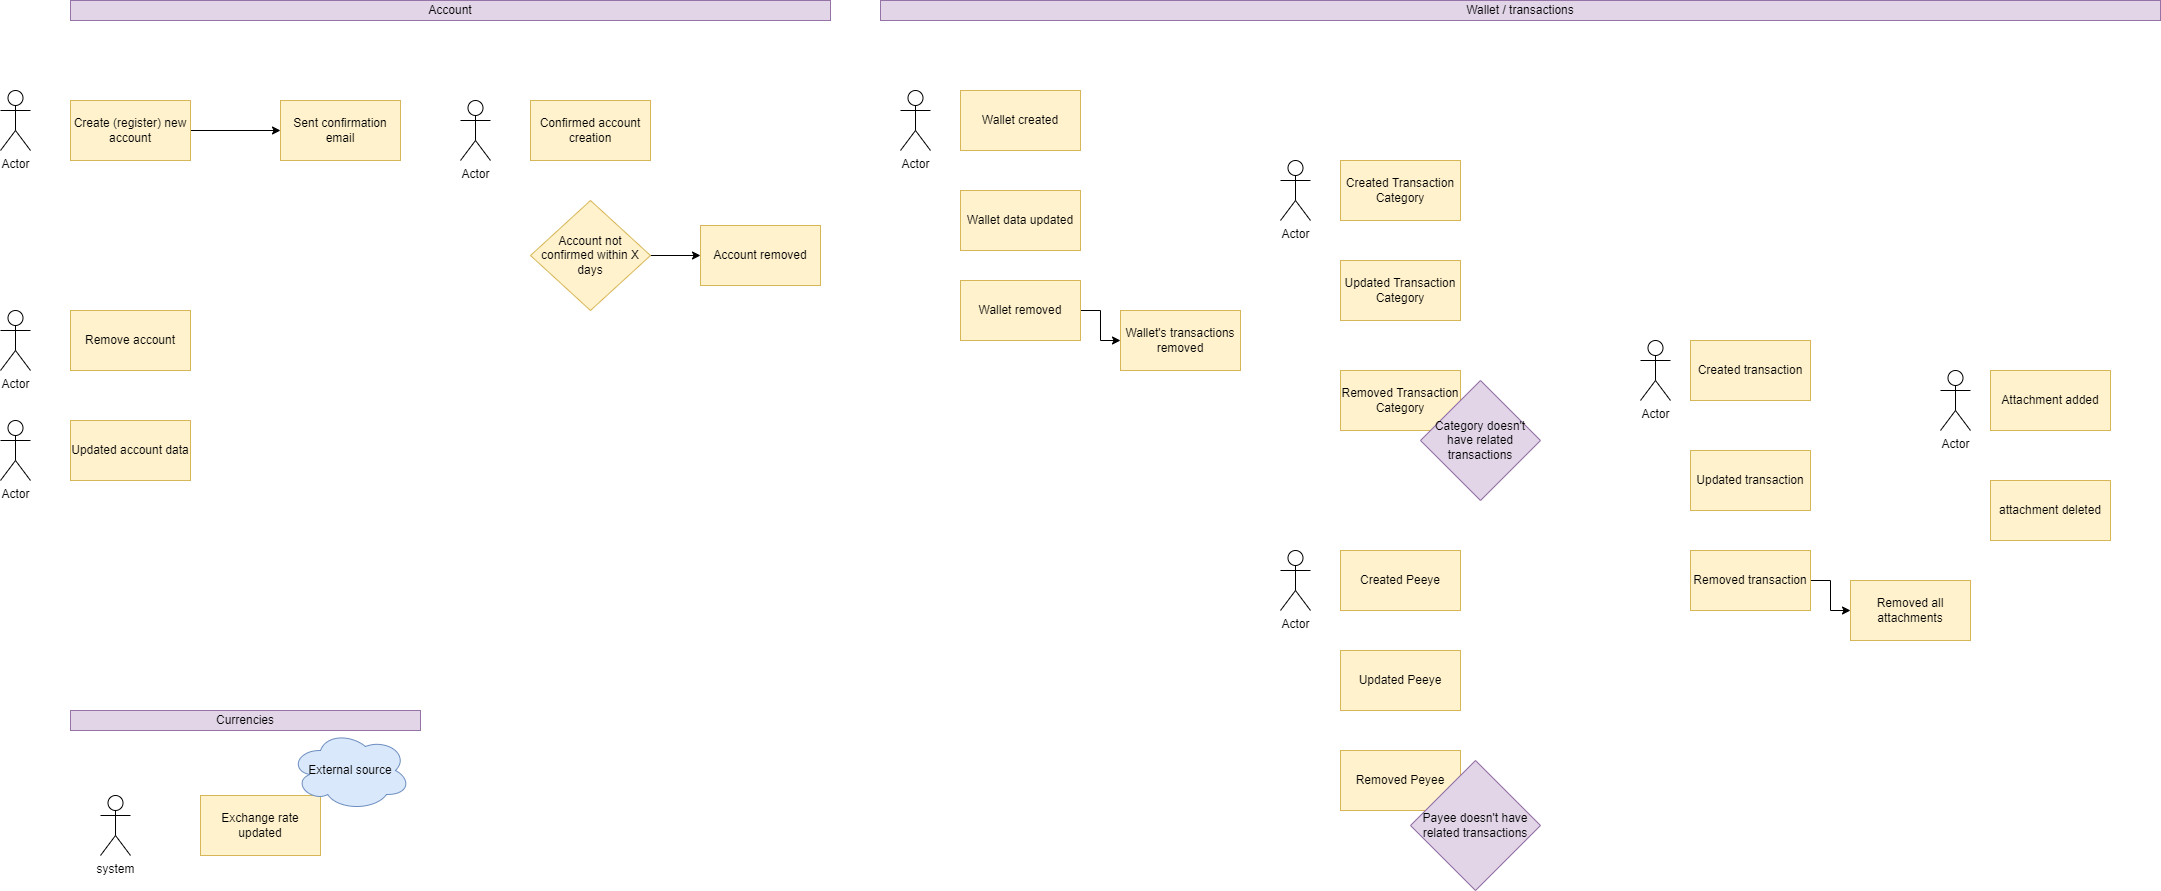 Account
Wallet / transactions
Actor
Create (register) new
account
Sent confirmation
email
Actor
Confirmed account
creation
Account not
confirmed within X
days
Account removed
Actor
Remove account
Actor
Updated account data
Actor
Wallet created
Wallet data updated
Wallet removed
Wallet's transactions
removed
Actor
Created Transaction
Category
Updated Transaction
Category
Removed Transaction
Category
Category doesn't
have related
transactions
Actor
Created Peeye
Updated Peeye
Removed Peyee
Payee doesn't have
related transactions
Actor
Created transaction
Updated transaction
Removed transaction
Removed all
attachments
Actor
Attachment added
attachment deleted
Currencies
External source
Exchange rate
updated
system